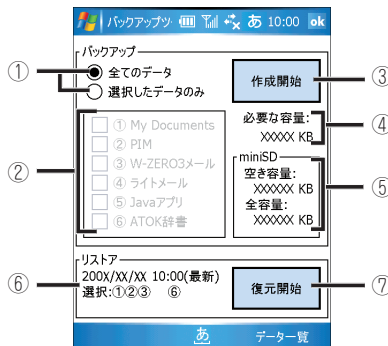 バックアップツ 10:00 ok
バックアップ
① 全てのデータ
選択したデータのみ
作成開始 ③
② ① My Documents
② PIM
③ W-ZERO3メール
④ ライトメール
⑤ Javaアプリ
⑥ ATOK辞書
必要な容量: ④
XXXXX KB
miniSD
空き容量:
XXXXXX KB ⑤
全容量:
XXXXXX KB
リストア
⑥ 200X/XX/XX 10:00(最新)
選択:①②③ ⑥
復元開始 ⑦
あ データ一覧